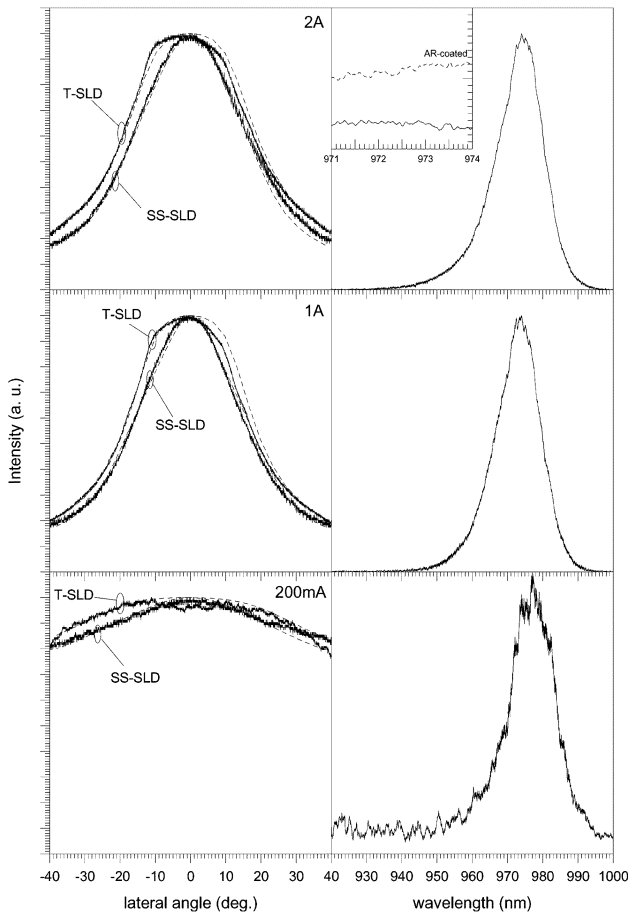 2A
T-SLD
SS-SLD
AR-coated
971 972 973 974
1A
T-SLD
SS-SLD
Intensity (a. u.)
200mA
T-SLD
SS-SLD
-40 -30 -20 -10 0 10 20 30 40
930 940 950 960 970 980 990 1000
lateral angle (deg.)
wavelength (nm)